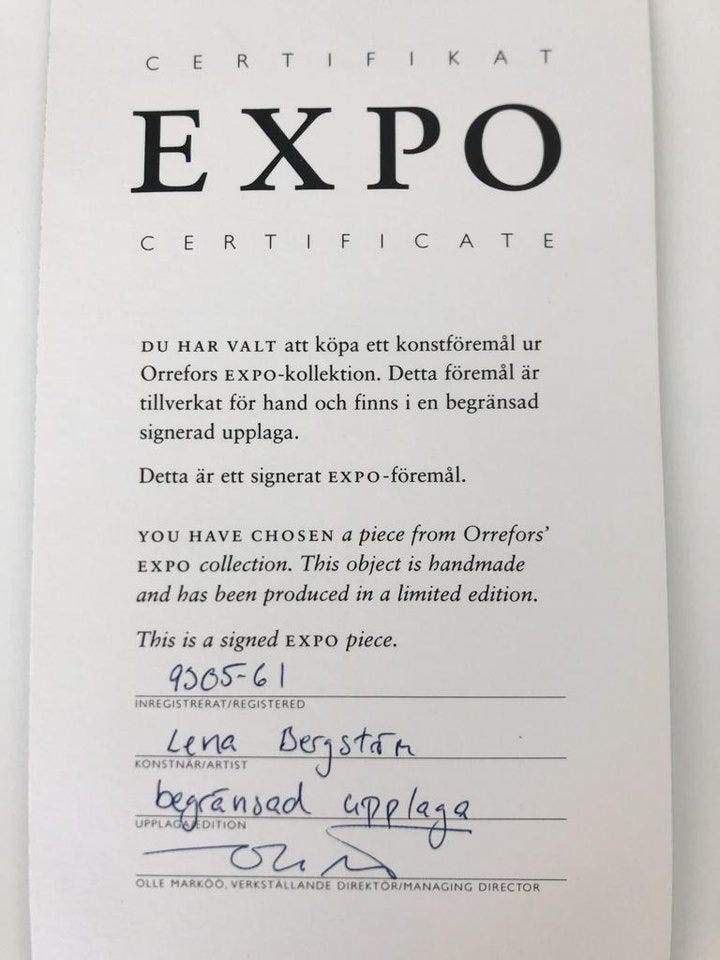 CERTIFIKAT
EXPO
CERTIFICATE
DU HAR VALT att köpa ett konstföremål ur
Orrefors EXPO-kollektion. Detta föremål är
tillverkat för hand och finns i en begränsad
signerad upplaga.
Detta är ett signerat EXPO-föremål.
YOU HAVE CHOSEN a piece from Orrefors'
EXPO collection. This object is handmade
and has been produced in a limited edition.
This is a signed EXPO piece.
9505-61
INREGISTRERAT/REGISTERED
Lena Bergström
KONSTNÄR/ARTIST
begränsad upplaga
UPPLAGA/EDITION
OLLE MARKÖÖ, VERKSTÄLLANDE DIREKTÖR/MANAGING DIRECTOR